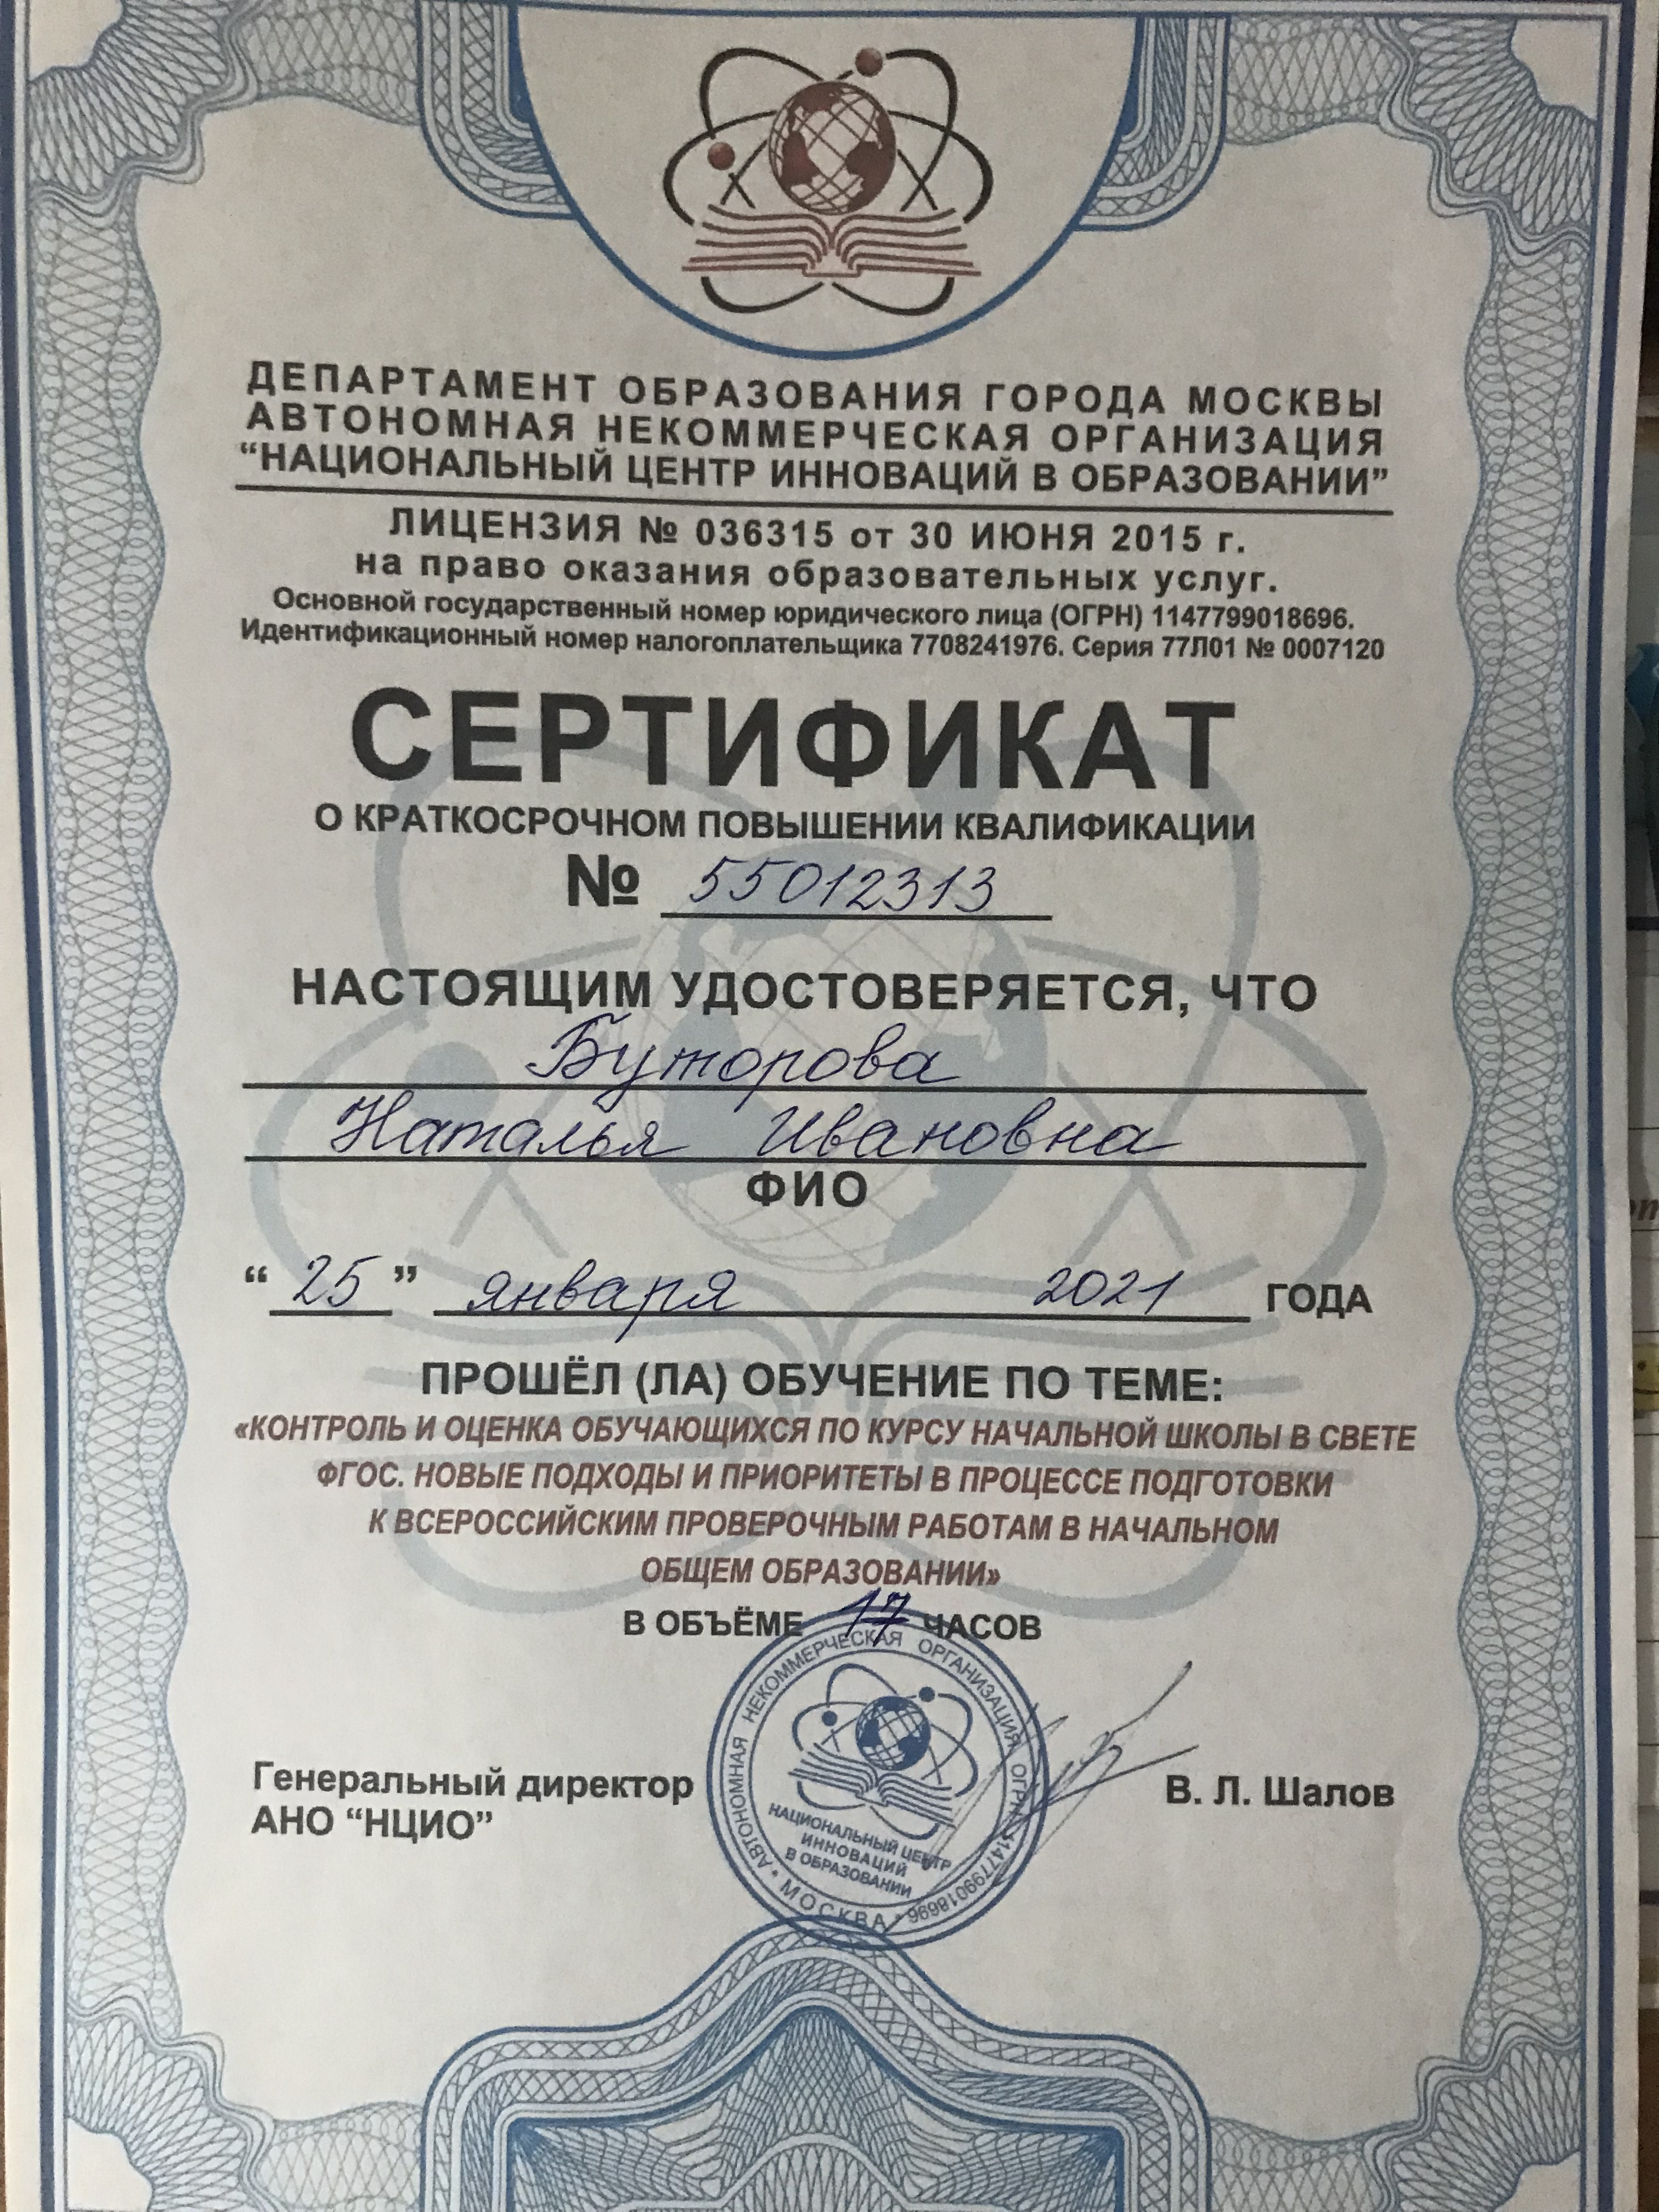 ДЕПАРТАМЕНТ ОБРАЗОВАНИЯ ГОРОДА МОСКВЫ
АВТОНОМНАЯ НЕКОММЕРЧЕСКАЯ ОРГАНИЗАЦИЯ
“НАЦИОНАЛЬНЫЙ ЦЕНТР ИННОВАЦИЙ В ОБРАЗОВАНИИ”
ЛИЦЕНЗИЯ № 036315 от 30 ИЮНЯ 2015 г.
на право оказания образовательных услуг.
Основной государственный номер юридического лица (ОГРН) 1147799018696.
Идентификационный номер налогоплательщика 7708241976. Серия 77Л01 № 0007120
СЕРТИФИКАТ
О КРАТКОСРОЧНОМ ПОВЫШЕНИИ КВАЛИФИКАЦИИ
№ 55012313
НАСТОЯЩИМ УДОСТОВЕРЯЕТСЯ, ЧТО
Буторова
Наталья Ивановна
ФИО
“ 25 ” января 2021 ГОДА
ПРОШЁЛ (ЛА) ОБУЧЕНИЕ ПО ТЕМЕ:
«КОНТРОЛЬ И ОЦЕНКА ОБУЧАЮЩИХСЯ ПО КУРСУ НАЧАЛЬНОЙ ШКОЛЫ В СВЕТЕ
ФГОС. НОВЫЕ ПОДХОДЫ И ПРИОРИТЕТЫ В ПРОЦЕССЕ ПОДГОТОВКИ
К ВСЕРОССИЙСКИМ ПРОВЕРОЧНЫМ РАБОТАМ В НАЧАЛЬНОМ
ОБЩЕМ ОБРАЗОВАНИИ»
В ОБЪЁМЕ 17 ЧАСОВ
АВТОНОМНАЯ НЕКОММЕРЧЕСКАЯ ОРГАНИЗАЦИЯ ОГРН 1147799018696
• МОСКВА •
НАЦИОНАЛЬНЫЙ ЦЕНТР
ИННОВАЦИЙ
В ОБРАЗОВАНИИ
Генеральный директор
АНО “НЦИО”
В. Л. Шалов